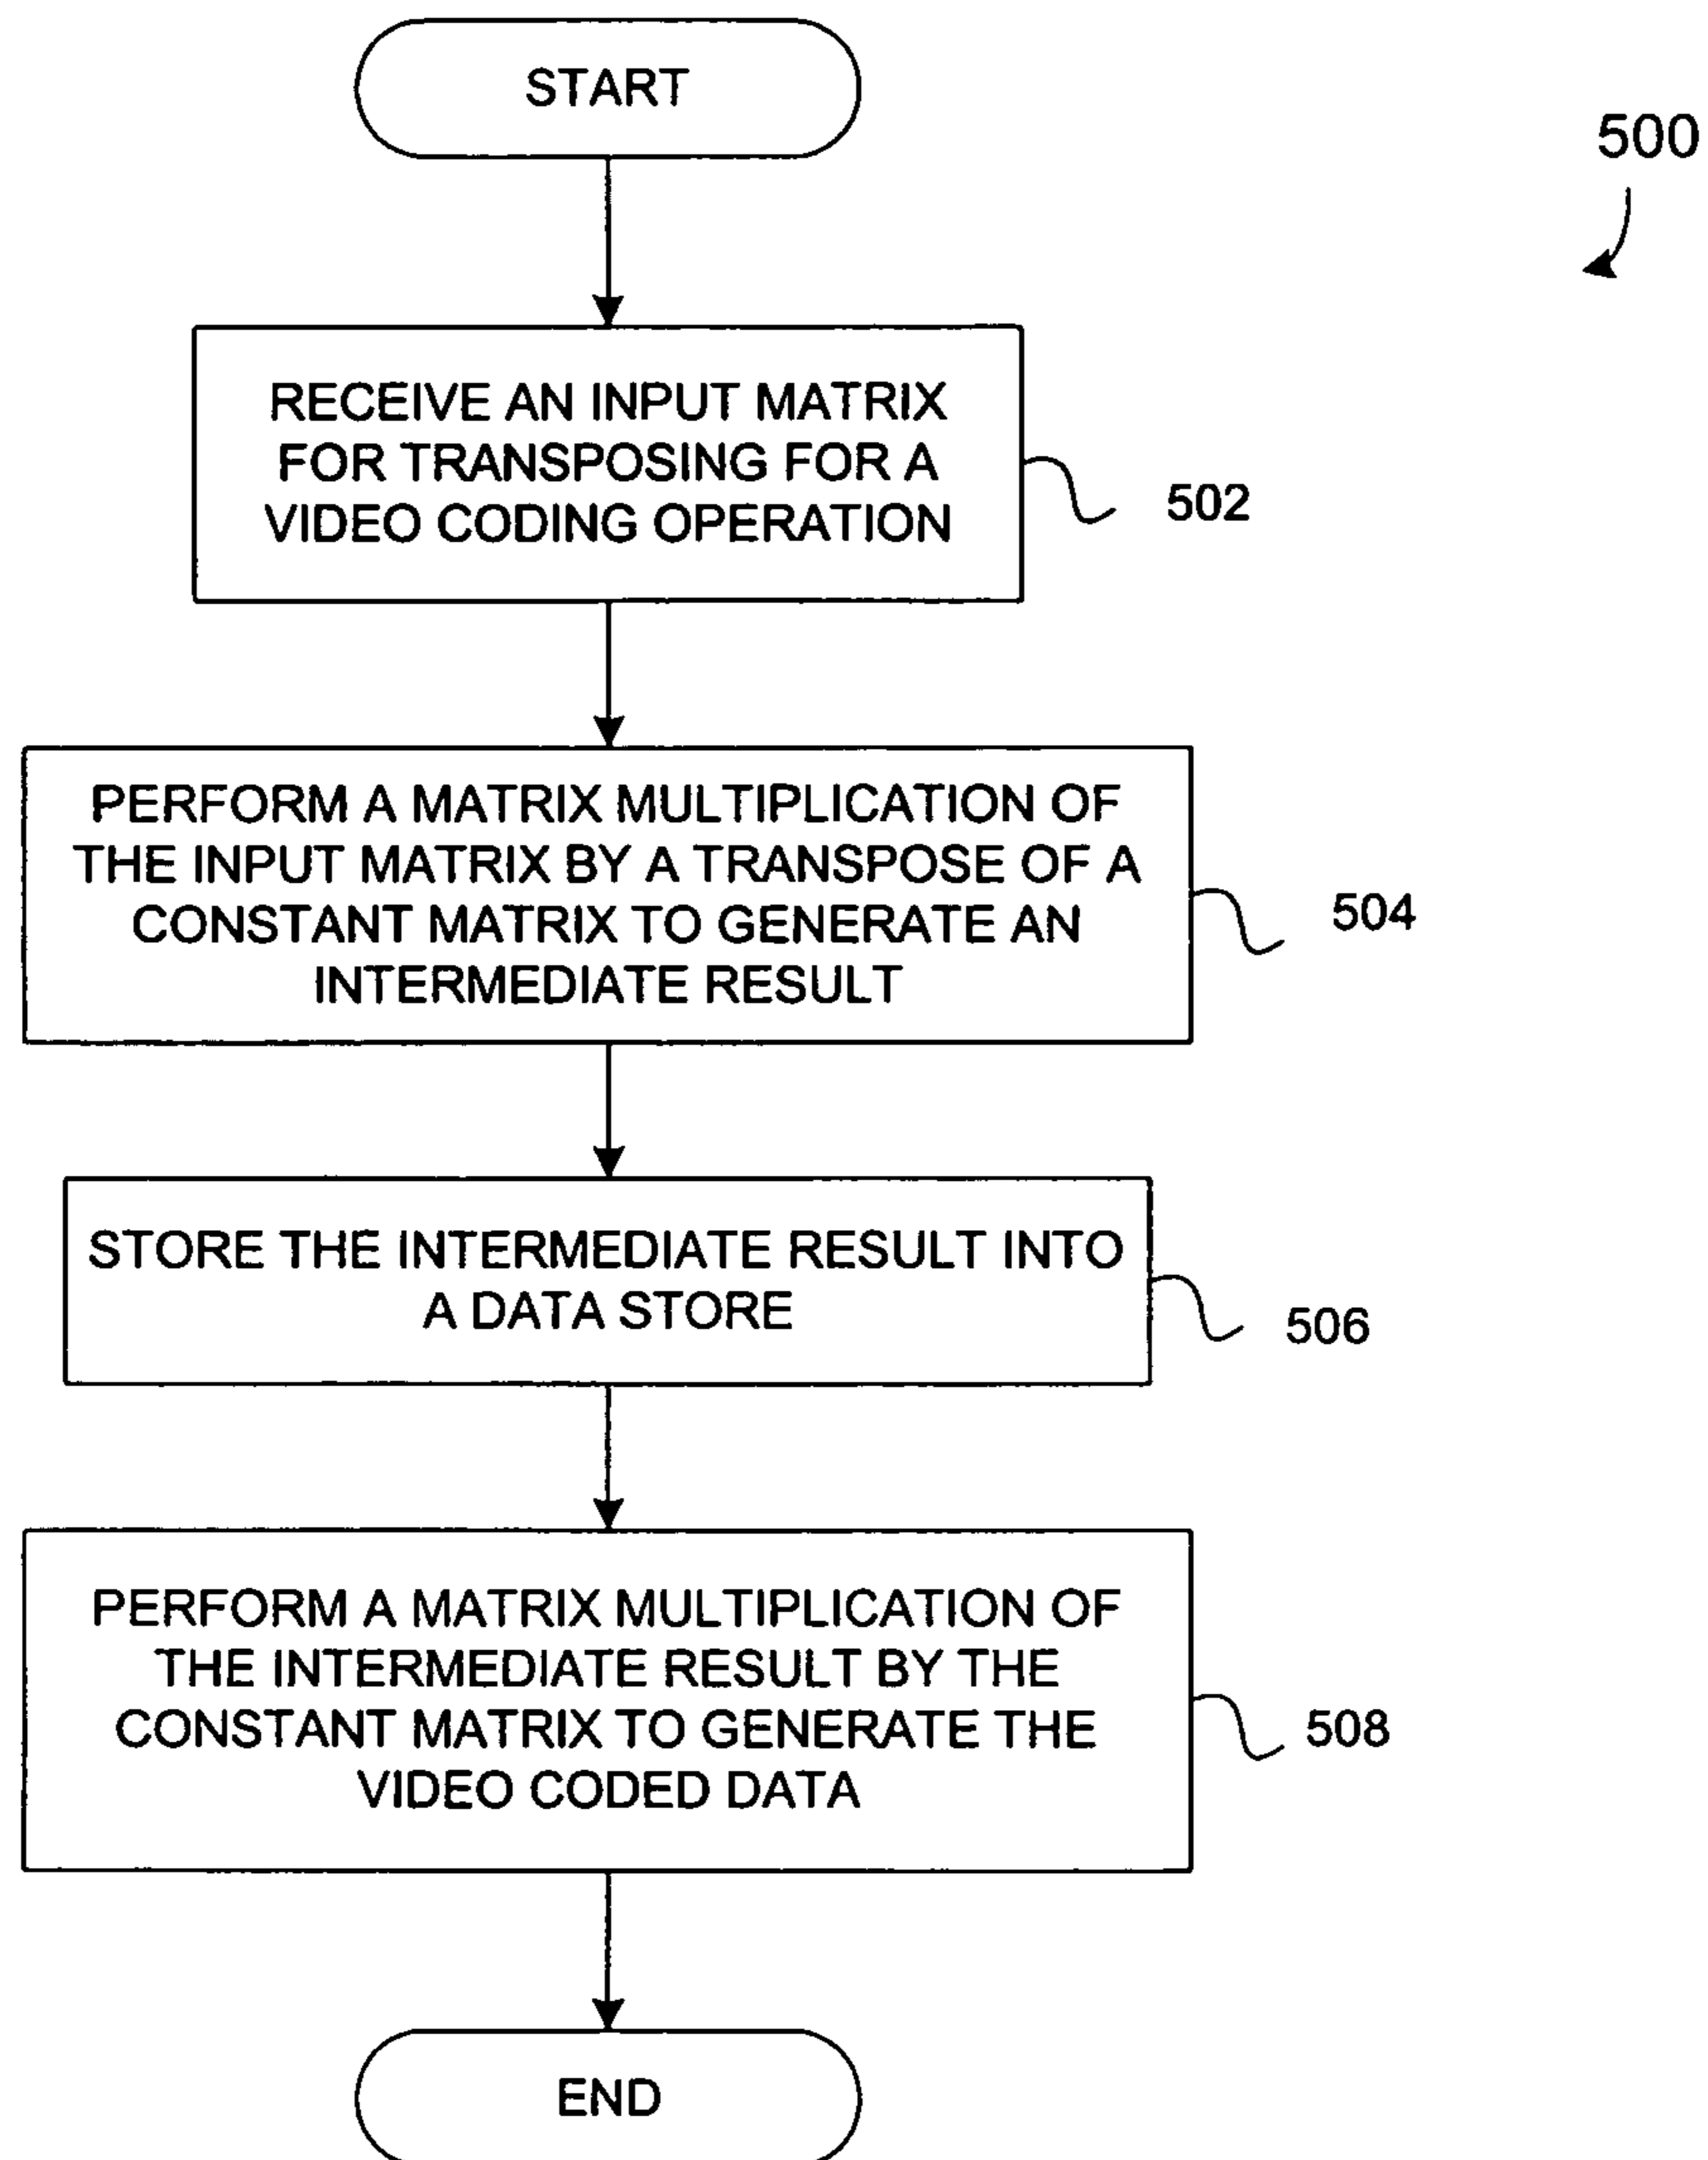 START
500
RECEIVE AN INPUT MATRIX
FOR TRANSPOSING FOR A
VIDEO CODING OPERATION
502
PERFORM A MATRIX MULTIPLICATION OF
THE INPUT MATRIX BY A TRANSPOSE OF A
CONSTANT MATRIX TO GENERATE AN
INTERMEDIATE RESULT
504
STORE THE INTERMEDIATE RESULT INTO
A DATA STORE
506
PERFORM A MATRIX MULTIPLICATION OF
THE INTERMEDIATE RESULT BY THE
CONSTANT MATRIX TO GENERATE THE
VIDEO CODED DATA
508
END